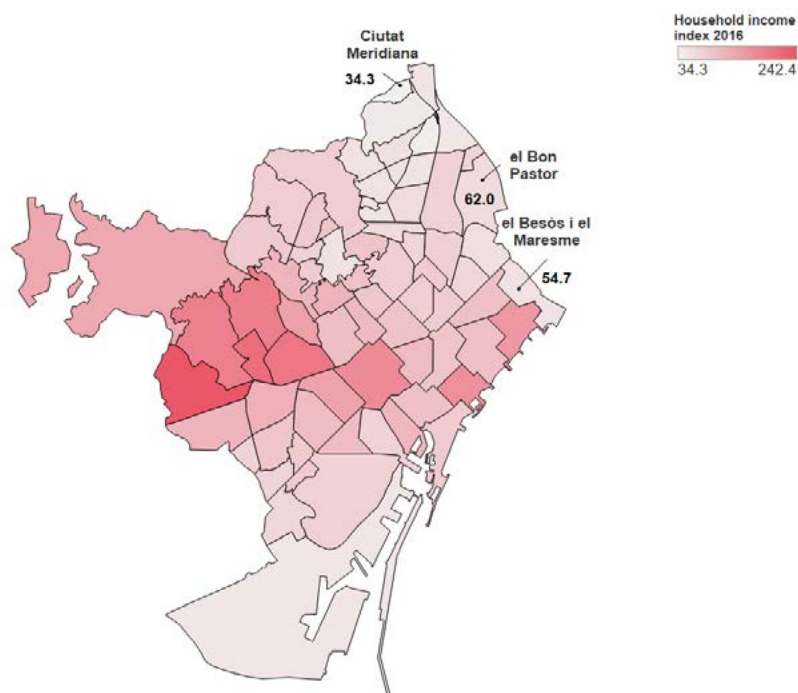 Household income
index 2016
34.3 242.4
Ciutat
Meridiana
34.3
el Bon
Pastor
62.0
el Besòs i el
Maresme
54.7